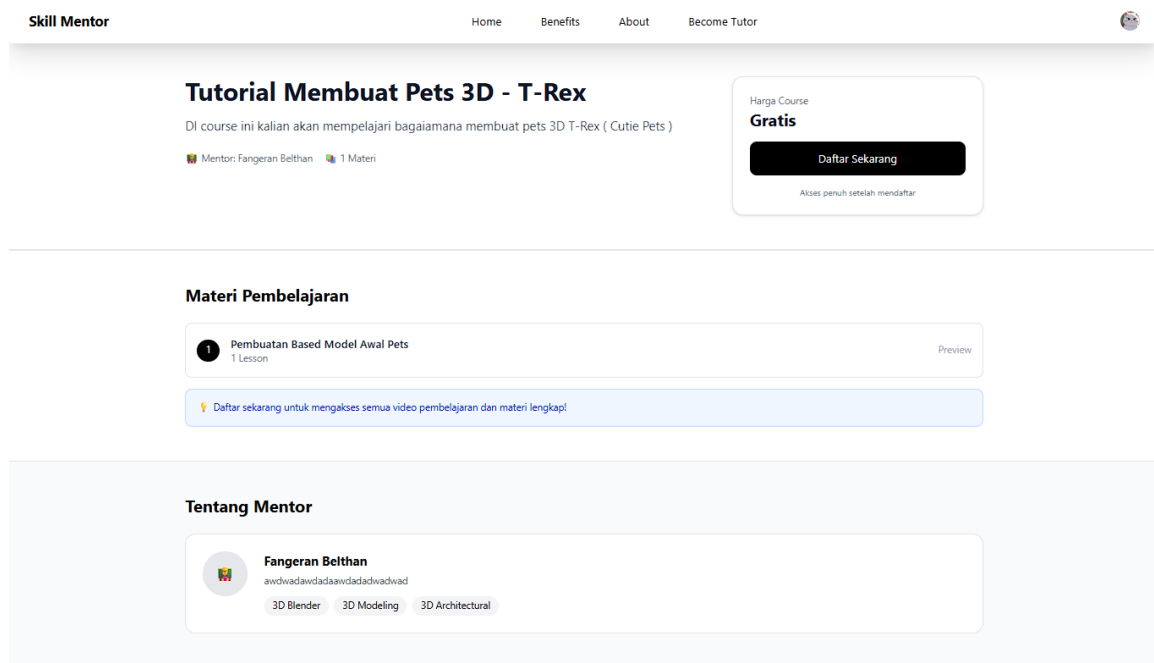 Skill Mentor
Home Benefits About Become Tutor
Tutorial Membuat Pets 3D - T-Rex
DI course ini kalian akan mempelajari bagaiamana membuat pets 3D T-Rex ( Cutie Pets )
Mentor: Fangeran Belthan 1 Materi
Harga Course
Gratis
Daftar Sekarang
Akses penuh setelah mendaftar
Materi Pembelajaran
1
Pembuatan Based Model Awal Pets
1 Lesson
Preview
Daftar sekarang untuk mengakses semua video pembelajaran dan materi lengkap!
Tentang Mentor
Fangeran Belthan
awdwadawdadaawdadadwadwad
3D Blender 3D Modeling 3D Architectural